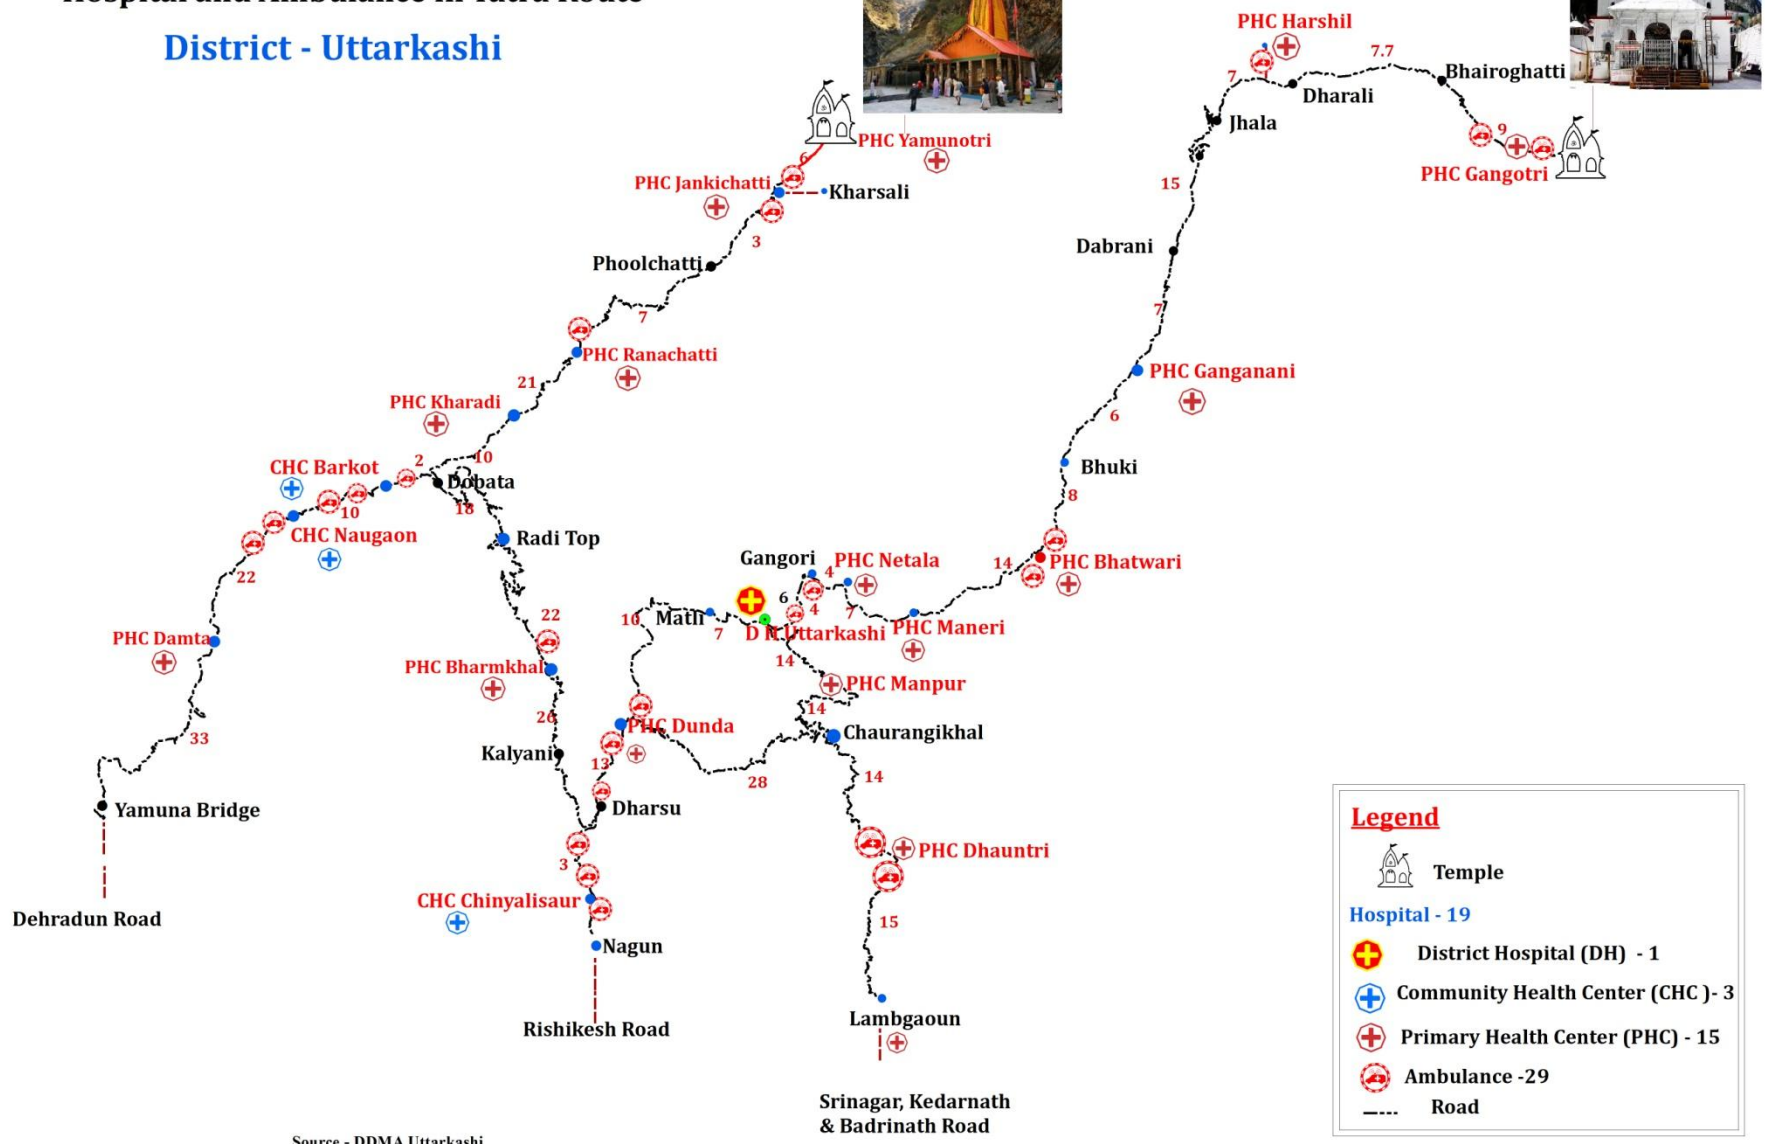 Hospital and Ambulance in Yatra Route
District - Uttarkashi
PHC Harshil
7.7
7
Bhairoghatti
Dharali
Jhala
9
PHC Gangotri
PHC Yamunotri
6
PHC Jankichatti
Kharsali
15
3
Dabrani
Phoolchatti
7
7
PHC Ranachatti
PHC Ganganani
21
PHC Kharadi
6
10
2
CHC Barkot
Bhuki
Dobata
18
8
10
CHC Naugaon
Radi Top
22
Gangori
PHC Netala
4
14
PHC Bhatwari
6
4
7
22
10
Matli
7
D H Uttarkashi
PHC Maneri
PHC Damta
14
PHC Bharmkhal
PHC Manpur
26
14
33
PHC Dunda
Chaurangikhal
Kalyani
13
28
14
Yamuna Bridge
Dharsu
3
PHC Dhauntri
CHC Chinyalisaur
15
Dehradun Road
Nagun
Rishikesh Road
Lambgaoun
Srinagar, Kedarnath
& Badrinath Road
Legend
Temple
Hospital - 19
District Hospital (DH) - 1
Community Health Center (CHC )- 3
Primary Health Center (PHC) - 15
Ambulance -29
Road
Source - DDMA Uttarkashi